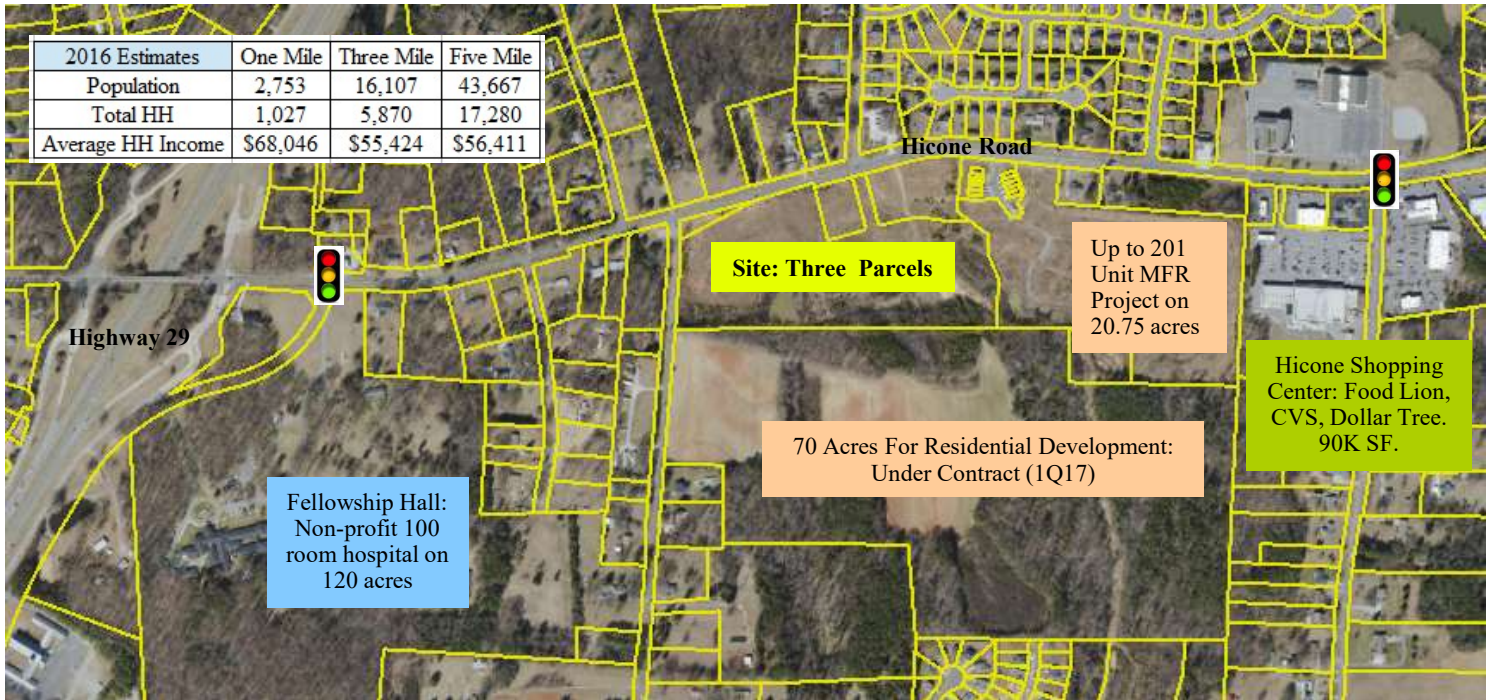 2016 Estimates One Mile Three Mile Five Mile
Population 2,753 16,107 43,667
Total HH 1,027 5,870 17,280
Average HH Income $68,046 $55,424 $56,411
Hicone Road
Site: Three Parcels
Up to 201
Unit MFR
Project on
20.75 acres
Highway 29
Hicone Shopping
Center: Food Lion,
CVS, Dollar Tree.
90K SF.
70 Acres For Residential Development:
Under Contract (1Q17)
Fellowship Hall:
Non-profit 100
room hospital on
120 acres